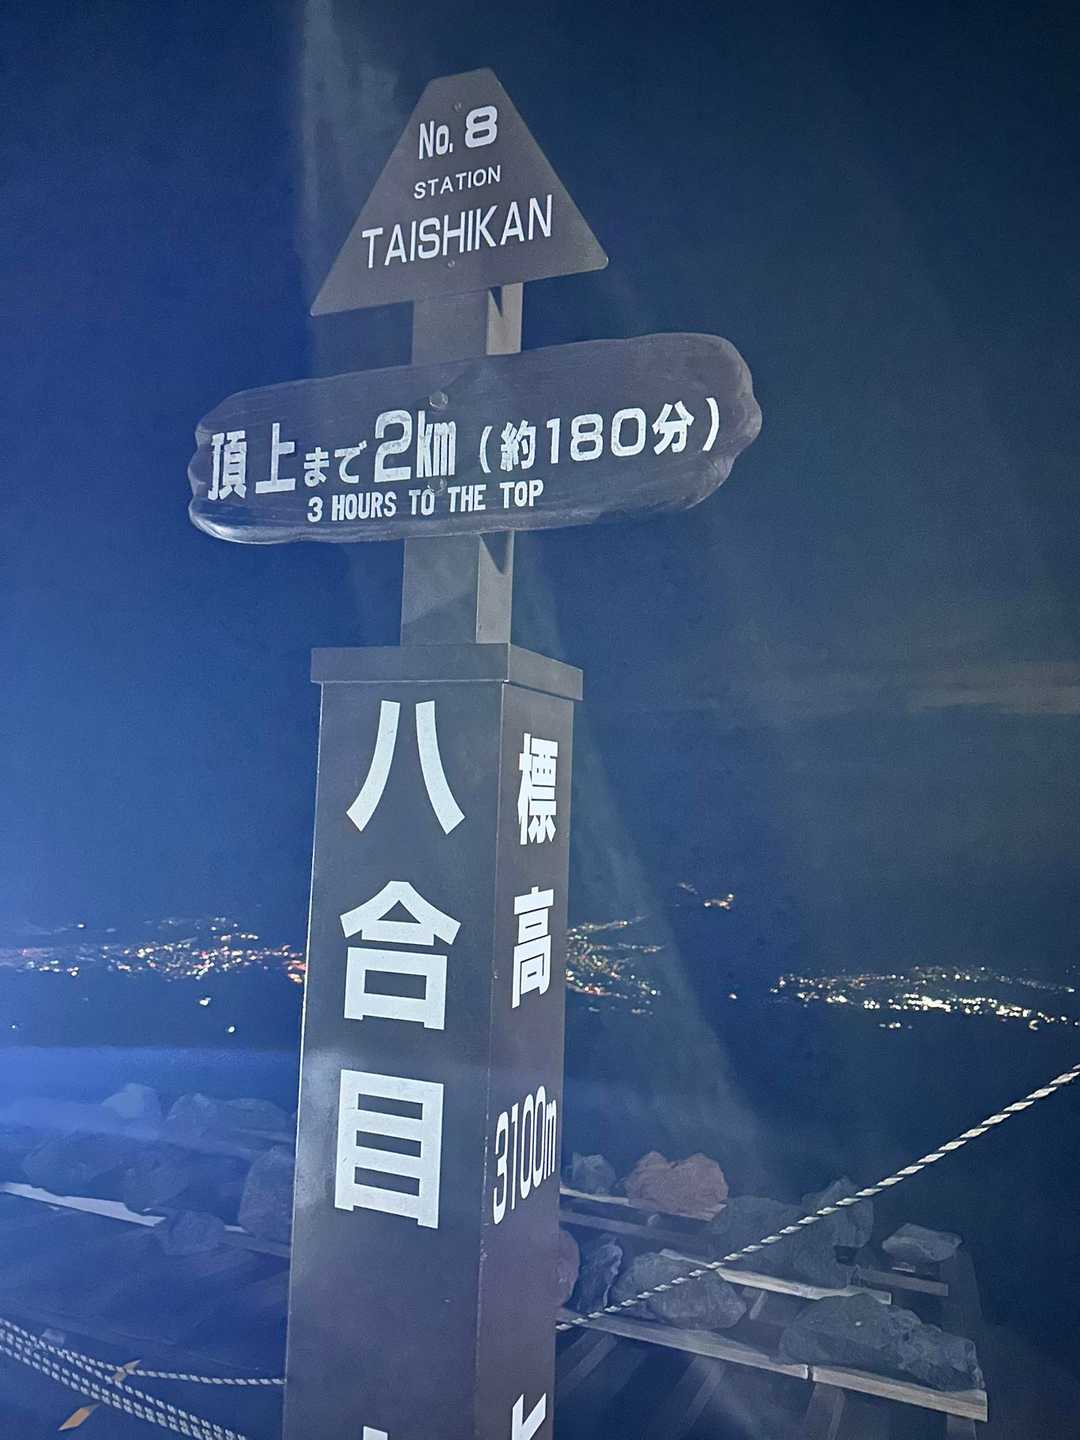 No. 8
STATION
TAISHIKAN
頂上まで2km(約180分)
3 HOURS TO THE TOP
八合目
標高 3100m